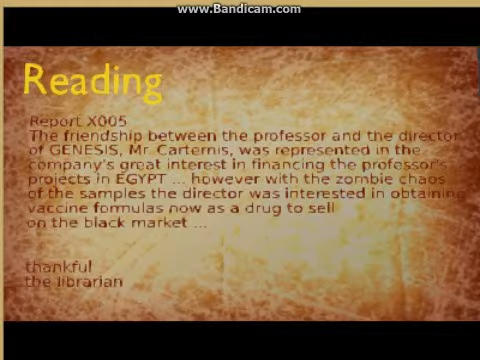 www.Bandicam.com
Reading
Report X005
The friendship between the professor and the director
of GENESIS, Mr. Carternis, was represented in the
company's great interest in financing the professor's
projects in EGYPT ... however with the zombie chaos
of the samples the director was interested in obtaining
vaccine formulas now as a drug to sell
on the black market ...
thankful
the librarian